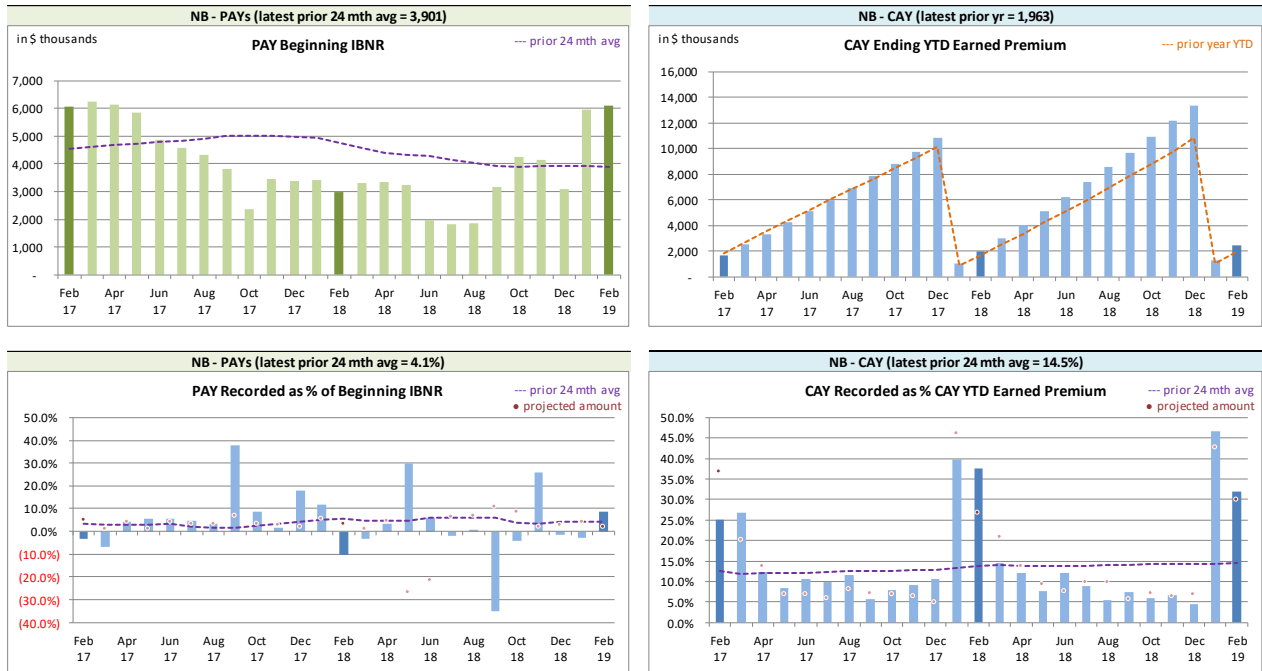 NB - PAYs (latest prior 24 mth avg = 3,901)
in $ thousands
PAY Beginning IBNR
--- prior 24 mth avg
7,000
6,000
5,000
4,000
3,000
2,000
1,000
-
Feb Apr Jun Aug Oct Dec Feb Apr Jun Aug Oct Dec Feb
17 17 17 17 17 17 18 18 18 18 18 18 19
NB - CAY (latest prior yr = 1,963)
in $ thousands
CAY Ending YTD Earned Premium
--- prior year YTD
16,000
14,000
12,000
10,000
8,000
6,000
4,000
2,000
-
Feb Apr Jun Aug Oct Dec Feb Apr Jun Aug Oct Dec Feb
17 17 17 17 17 17 18 18 18 18 18 18 19
NB - PAYs (latest prior 24 mth avg = 4.1%)
PAY Recorded as % of Beginning IBNR
--- prior 24 mth avg
• projected amount
50.0%
40.0%
30.0%
20.0%
10.0%
0.0%
(10.0%)
(20.0%)
(30.0%)
(40.0%)
Feb Apr Jun Aug Oct Dec Feb Apr Jun Aug Oct Dec Feb
17 17 17 17 17 17 18 18 18 18 18 18 19
NB - CAY (latest prior 24 mth avg = 14.5%)
CAY Recorded as % CAY YTD Earned Premium
--- prior 24 mth avg
• projected amount
50.0%
45.0%
40.0%
35.0%
30.0%
25.0%
20.0%
15.0%
10.0%
5.0%
0.0%
Feb Apr Jun Aug Oct Dec Feb Apr Jun Aug Oct Dec Feb
17 17 17 17 17 17 18 18 18 18 18 18 19